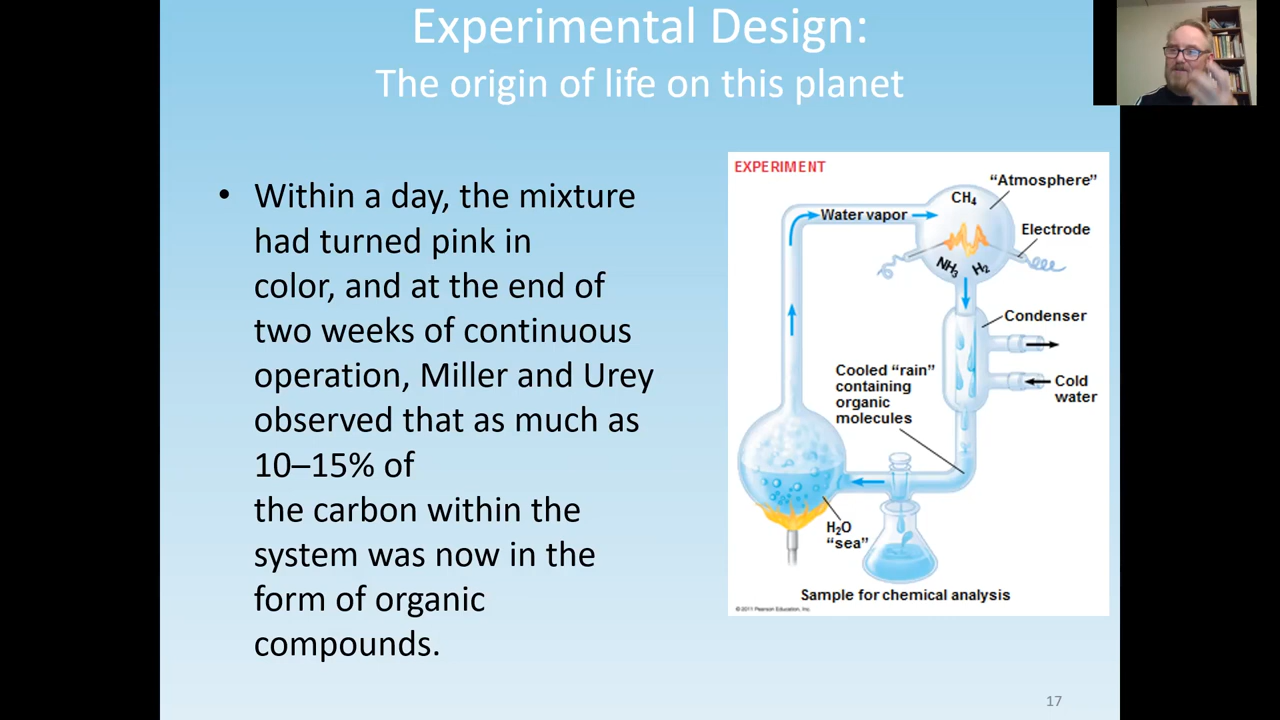 Experimental Design:
The origin of life on this planet
• Within a day, the mixture
had turned pink in
color, and at the end of
two weeks of continuous
operation, Miller and Urey
observed that as much as
10–15% of
the carbon within the
system was now in the
form of organic
compounds.
EXPERIMENT
“Atmosphere”
CH₄
Water vapor
Electrode
NH₃ H₂
Condenser
Cooled “rain”
containing
organic
molecules
Cold
water
H₂O
“sea”
Sample for chemical analysis
© 2011 Pearson Education, Inc.
17